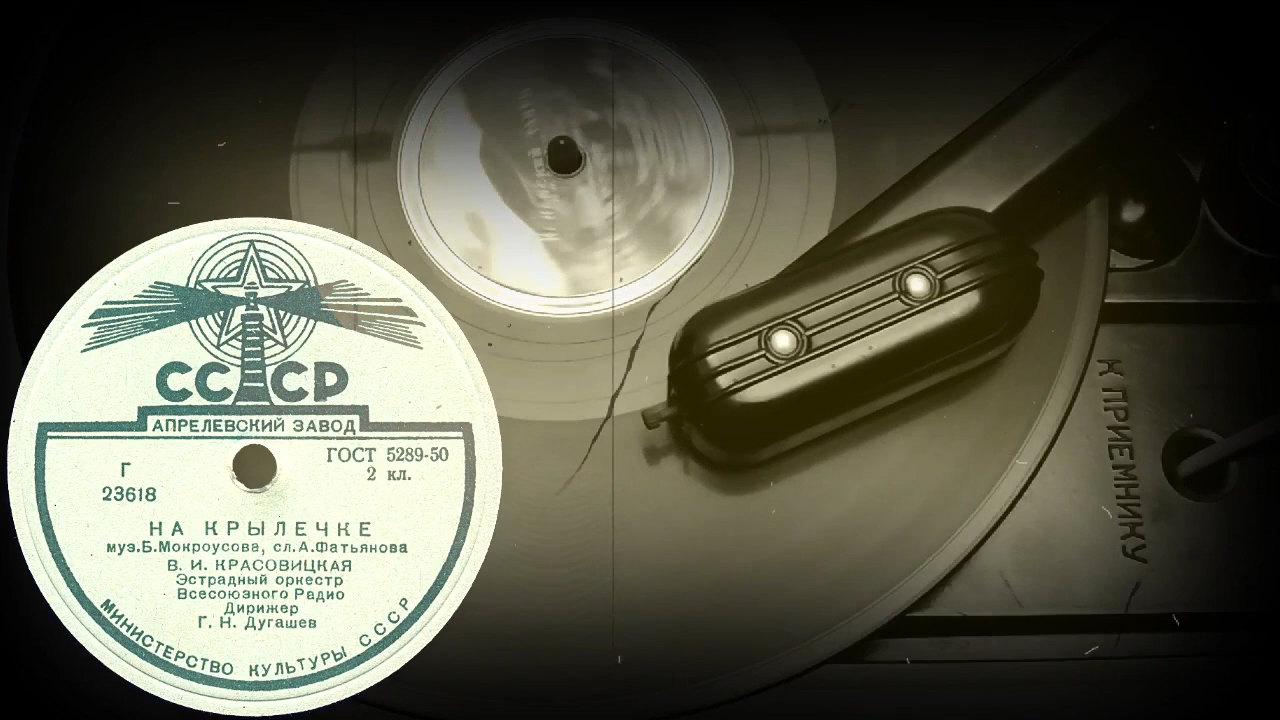 СССР
АПРЕЛЕВСКИЙ ЗАВОД
Г
23618
ГОСТ 5289-50
2 кл.
НА КРЫЛЕЧКЕ
муз.Б.Мокроусова, сл.А.Фатьянова
В. И. КРАСОВИЦКАЯ
Эстрадный оркестр
Всесоюзного Радио
Дирижер
Г. Н. Дугашев
МИНИСТЕРСТВО КУЛЬТУРЫ СССР
К ПРИЕМНИКУ